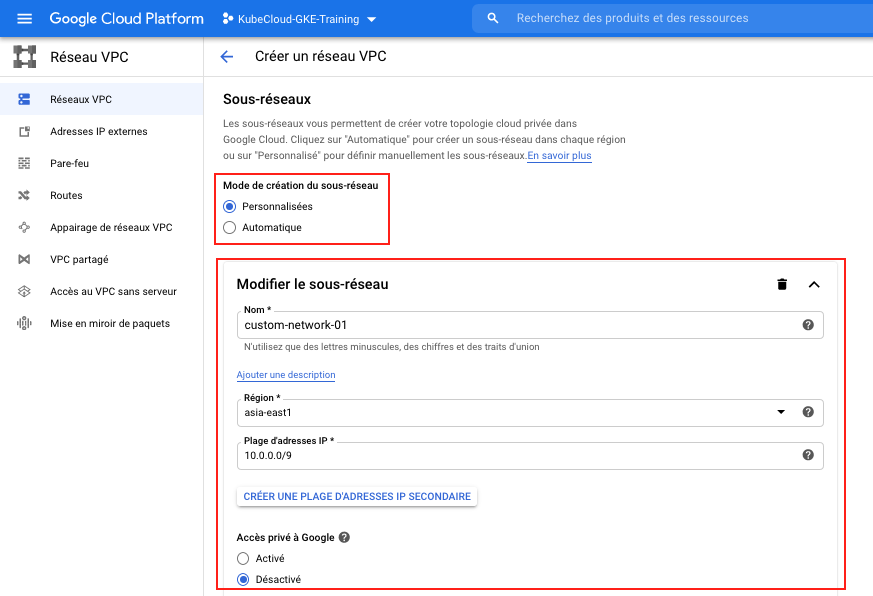 Google Cloud Platform
KubeCloud-GKE-Training
Recherchez des produits et des ressources
Réseau VPC
Créer un réseau VPC
Réseaux VPC
Adresses IP externes
Pare-feu
Routes
Appairage de réseaux VPC
VPC partagé
Accès au VPC sans serveur
Mise en miroir de paquets
Sous-réseaux
Les sous-réseaux vous permettent de créer votre topologie cloud privée dans
Google Cloud. Cliquez sur "Automatique" pour créer un sous-réseau dans chaque région
ou sur "Personnalisé" pour définir manuellement les sous-réseaux.En savoir plus
Mode de création du sous-réseau
Personnalisées
Automatique
Modifier le sous-réseau
Nom *
custom-network-01
N'utilisez que des lettres minuscules, des chiffres et des traits d'union
Ajouter une description
Région *
asia-east1
Plage d'adresses IP *
10.0.0.0/9
CRÉER UNE PLAGE D'ADRESSES IP SECONDAIRE
Accès privé à Google
Activé
Désactivé